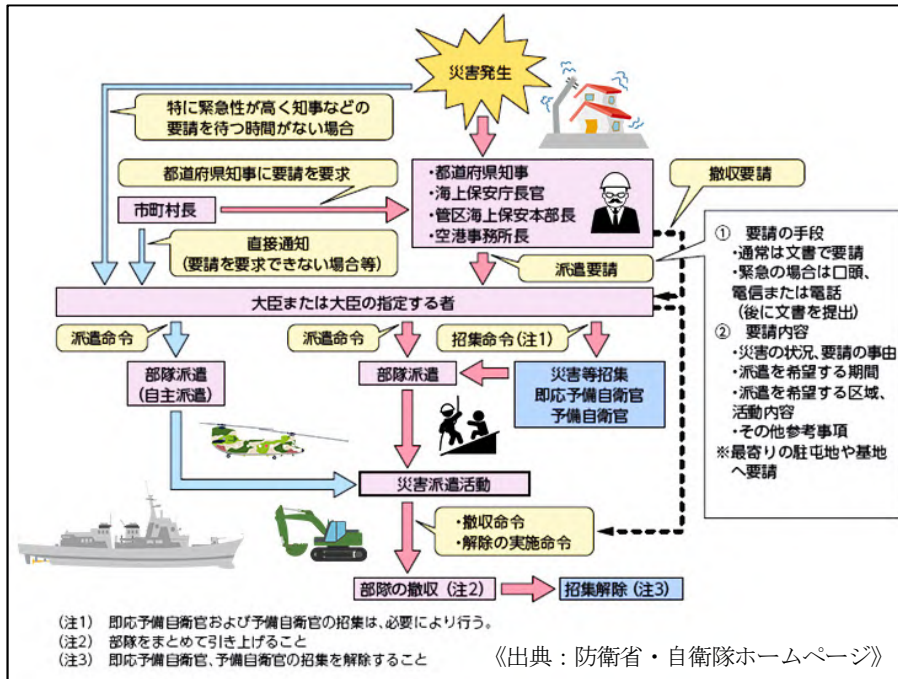 災害発生
特に緊急性が高く知事などの
要請を待つ時間がない場合
都道府県知事に要請を要求
市町村長
・都道府県知事
・海上保安庁長官
・管区海上保安本部長
・空港事務所長
撤収要請
直接通知
(要請を要求できない場合等)
派遣要請
① 要請の手段
・通常は文書で要請
・緊急の場合は口頭、
電信または電話
(後に文書を提出)
② 要請内容
・災害の状況、要請の事由
・派遣を希望する期間
・派遣を希望する区域、
活動内容
・その他参考事項
※最寄りの駐屯地や基地
へ要請
大臣または大臣の指定する者
派遣命令
派遣命令
招集命令(注1)
部隊派遣
(自主派遣)
部隊派遣
災害等招集
即応予備自衛官
予備自衛官
災害派遣活動
・撤収命令
・解除の実施命令
部隊の撤収(注2)
招集解除(注3)
(注1) 即応予備自衛官および予備自衛官の招集は、必要により行う。
(注2) 部隊をまとめて引き上げること
(注3) 即応予備自衛官、予備自衛官の招集を解除すること
《出典：防衛省・自衛隊ホームページ》